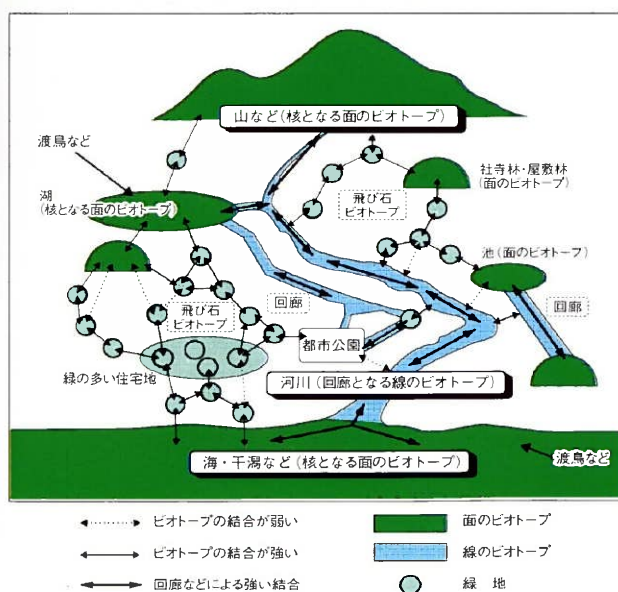 山など(核となる面のビオトープ)
渡鳥など
湖
(核となる面のビオトープ)
社寺林・屋敷林
(面のビオトープ)
飛び石
ビオトープ
池(面のビオトープ)
回廊
飛び石
ビオトープ
回廊
都市公園
緑の多い住宅地
河川(回廊となる線のビオトープ)
海・干潟など(核となる面のビオトープ)
渡鳥など
ビオトープの結合が弱い
面のビオトープ
ビオトープの結合が強い
線のビオトープ
回廊などによる強い結合
緑 地